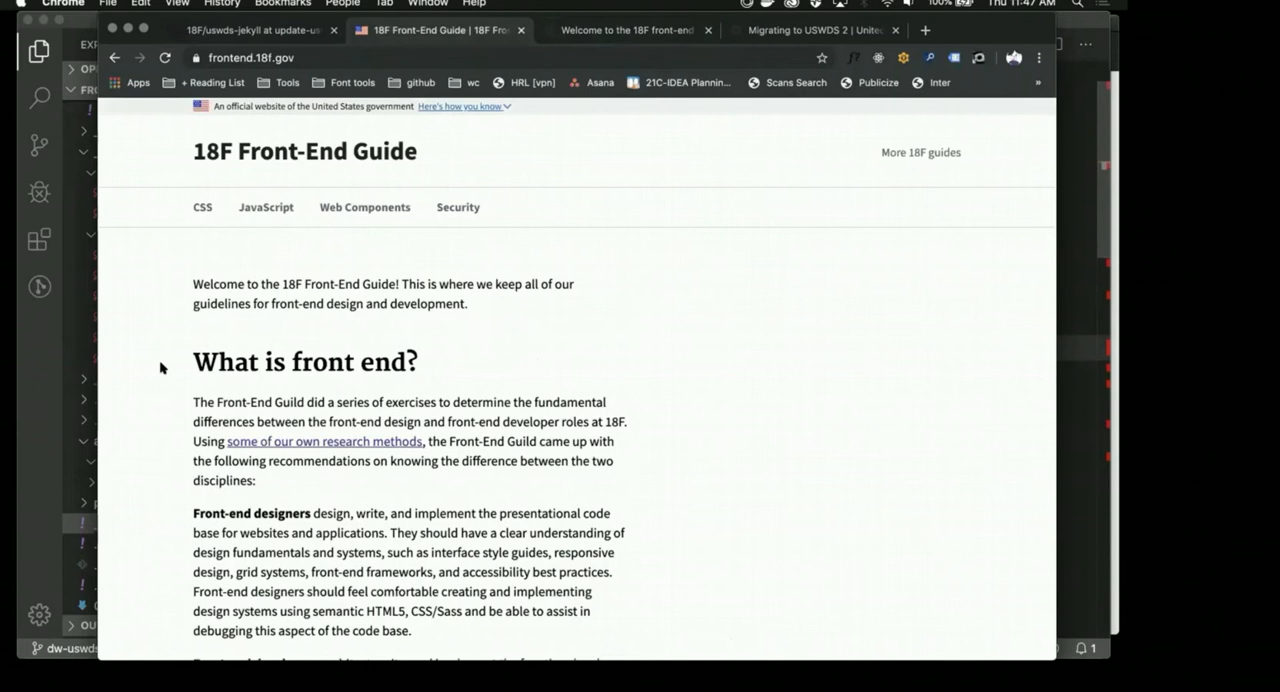 Chrome File Edit View History Bookmarks People Tab Window Help 100% Thu 11:47 AM
18F/uswds-jekyll at update-us
18F Front-End Guide | 18F Fro
Welcome to the 18F front-end
Migrating to USWDS 2 | Unite
frontend.18f.gov
Apps + Reading List Tools Font tools github wc HRL [vpn] Asana 21C-IDEA Plannin... Scans Search Publicize Inter »
EXP
OP
FRO
An official website of the United States government Here's how you know
18F Front-End Guide
More 18F guides
CSS JavaScript Web Components Security
Welcome to the 18F Front-End Guide! This is where we keep all of our
guidelines for front-end design and development.
What is front end?
The Front-End Guild did a series of exercises to determine the fundamental
differences between the front-end design and front-end developer roles at 18F.
Using some of our own research methods, the Front-End Guild came up with
the following recommendations on knowing the difference between the two
disciplines:
Front-end designers design, write, and implement the presentational code
base for websites and applications. They should have a clear understanding of
design fundamentals and systems, such as interface style guides, responsive
design, grid systems, front-end frameworks, and accessibility best practices.
Front-end designers should feel comfortable creating and implementing
design systems using semantic HTML5, CSS/Sass and be able to assist in
debugging this aspect of the code base.
OU
dw-uswds
1